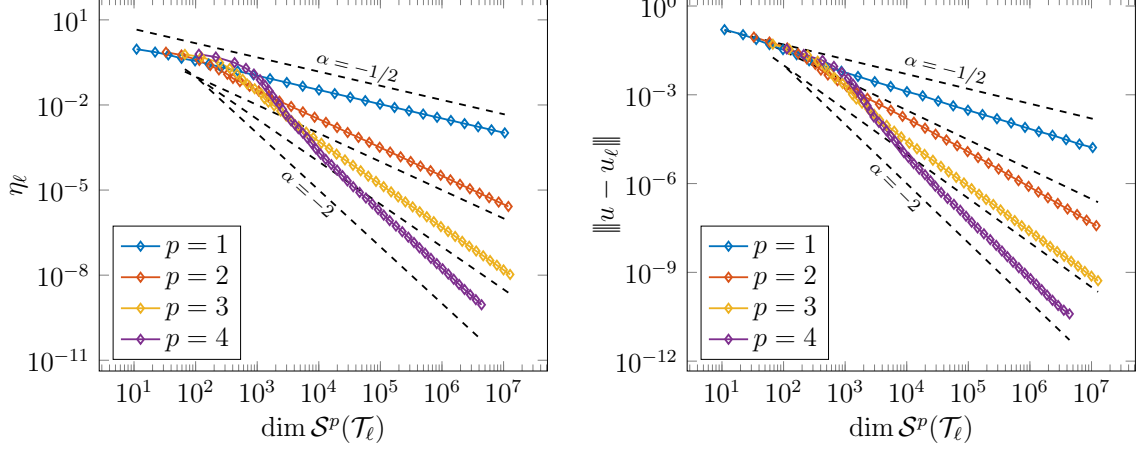 10^1
10^{-2}
10^{-5}
10^{-8}
10^{-11}
η_ℓ
α = −1/2
α = −2
p = 1
p = 2
p = 3
p = 4
10^1 10^2 10^3 10^4 10^5 10^6 10^7
dim S^p(T_ℓ)
10^0
10^{-3}
10^{-6}
10^{-9}
10^{-12}
|||u − u_ℓ|||
α = −1/2
α = −2
p = 1
p = 2
p = 3
p = 4
10^1 10^2 10^3 10^4 10^5 10^6 10^7
dim S^p(T_ℓ)